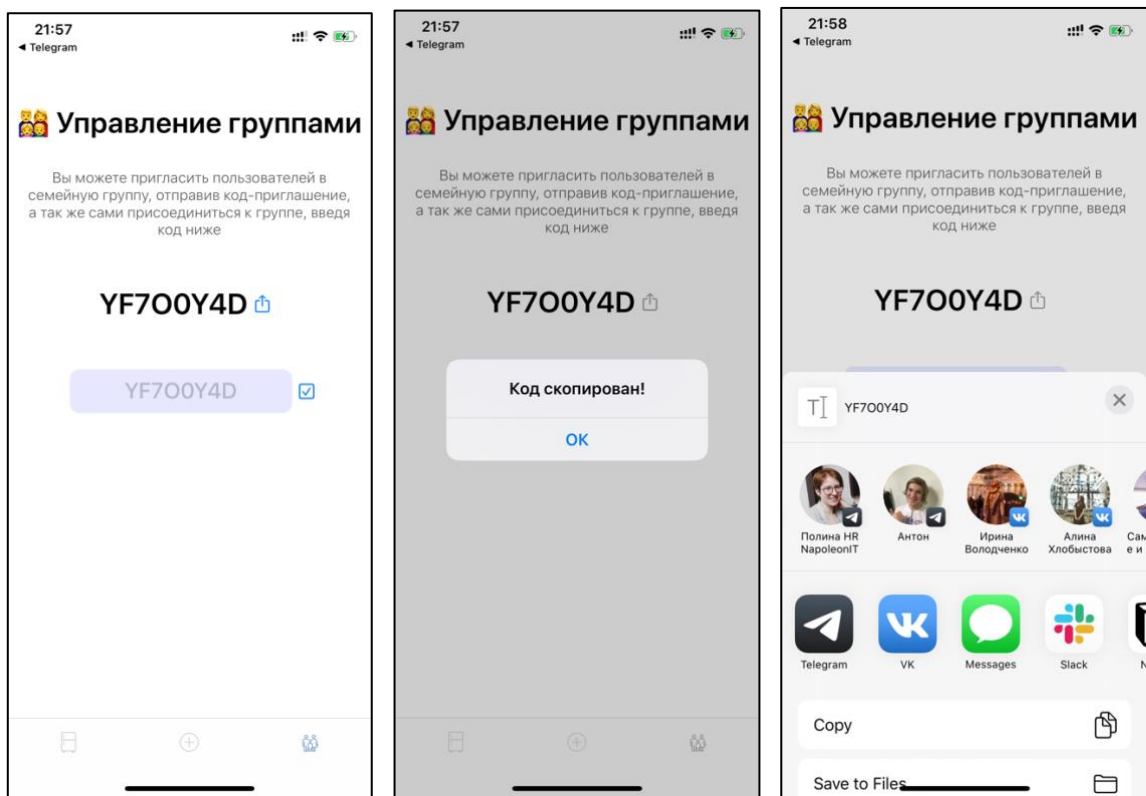 21:57
Telegram
Управление группами
Вы можете пригласить пользователей в
семейную группу, отправив код-приглашение,
а так же сами присоединиться к группе, введя
код ниже
YF7O0Y4D
YF7O0Y4D
21:57
Telegram
Управление группами
Вы можете пригласить пользователей в
семейную группу, отправив код-приглашение,
а так же сами присоединиться к группе, введя
код ниже
YF7O0Y4D
Код скопирован!
ОК
21:58
Telegram
Управление группами
Вы можете пригласить пользователей в
семейную группу, отправив код-приглашение,
а так же сами присоединиться к группе, введя
код ниже
YF7O0Y4D
YF7O0Y4D
Полина HR
NapoleonIT
Антон
Ирина
Володченко
Алина
Хлобыстова
Telegram
VK
Messages
Slack
Copy
Save to Files